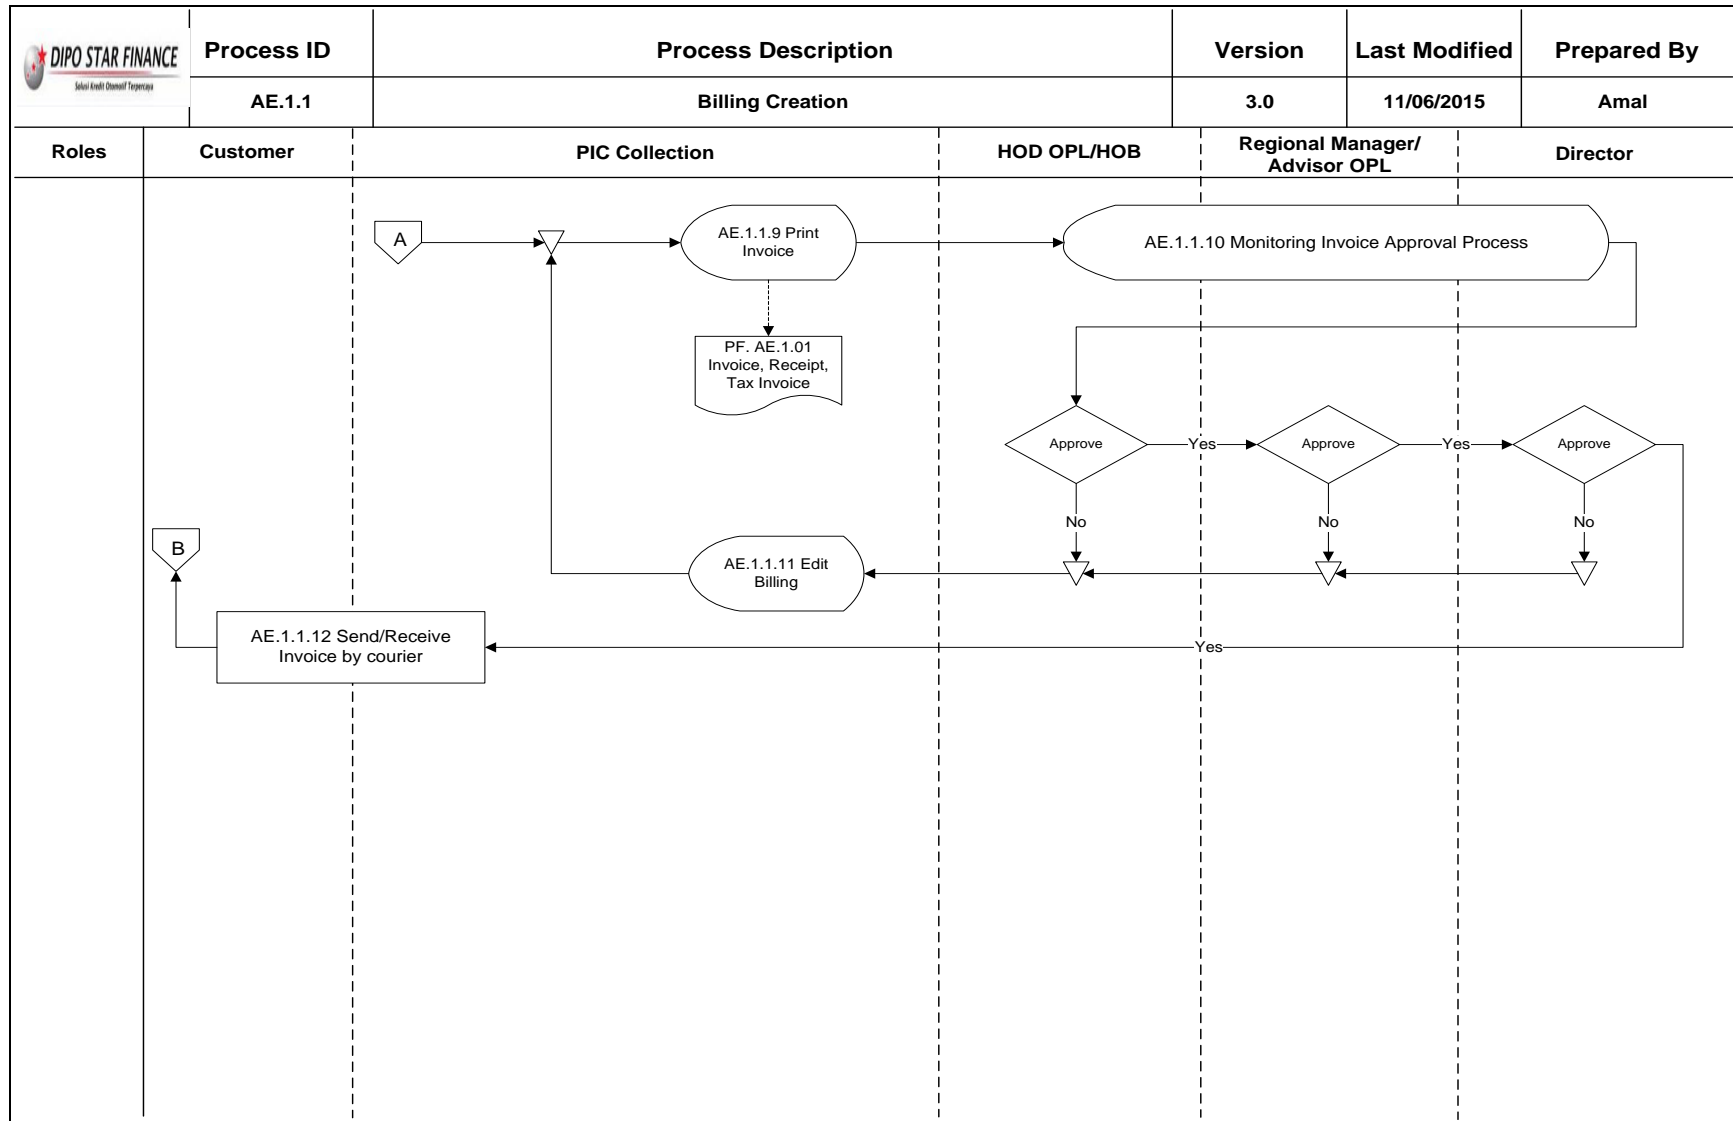 DIPO STAR FINANCE
Solusi Kredit Otomotif Terpercaya
Process ID
Process Description
Version
Last Modified
Prepared By
AE.1.1
Billing Creation
3.0
11/06/2015
Amal
Roles
Customer
PIC Collection
HOD OPL/HOB
Regional Manager/
Advisor OPL
Director
A
AE.1.1.9 Print
Invoice
AE.1.1.10 Monitoring Invoice Approval Process
PF. AE.1.01
Invoice, Receipt,
Tax Invoice
Approve
Yes
Approve
Yes
Approve
No
No
No
B
AE.1.1.11 Edit
Billing
AE.1.1.12 Send/Receive
Invoice by courier
Yes